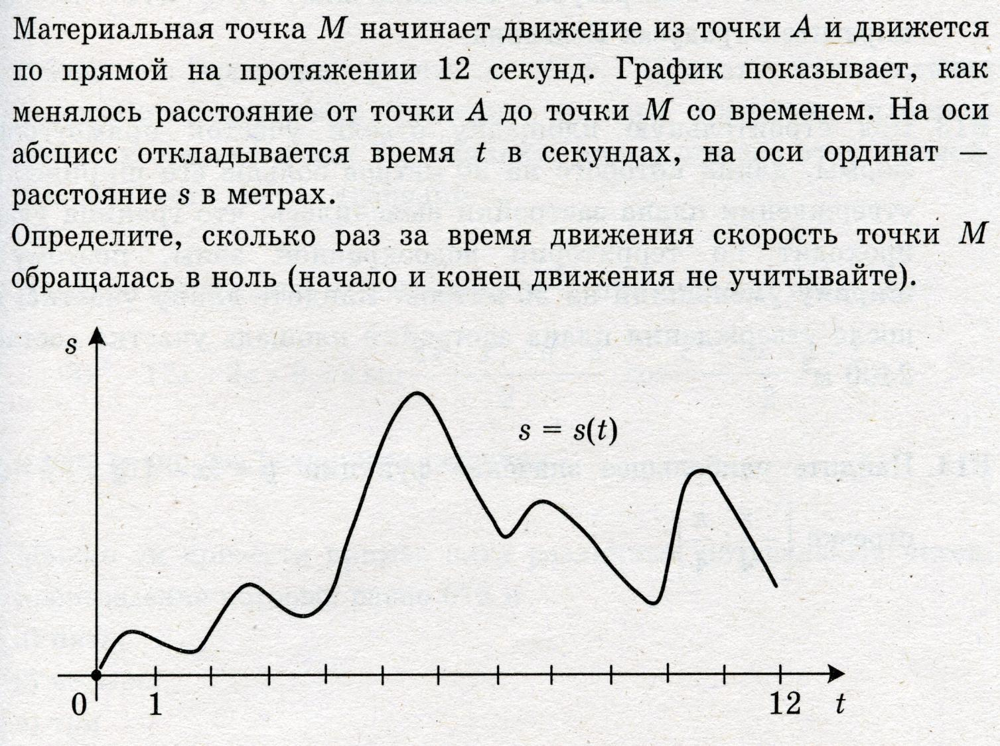 Материальная точка M начинает движение из точки A и движется
по прямой на протяжении 12 секунд. График показывает, как
менялось расстояние от точки A до точки M со временем. На оси
абсцисс откладывается время t в секундах, на оси ординат —
расстояние s в метрах.
Определите, сколько раз за время движения скорость точки M
обращалась в ноль (начало и конец движения не учитывайте).
s
s = s(t)
0 1 12 t